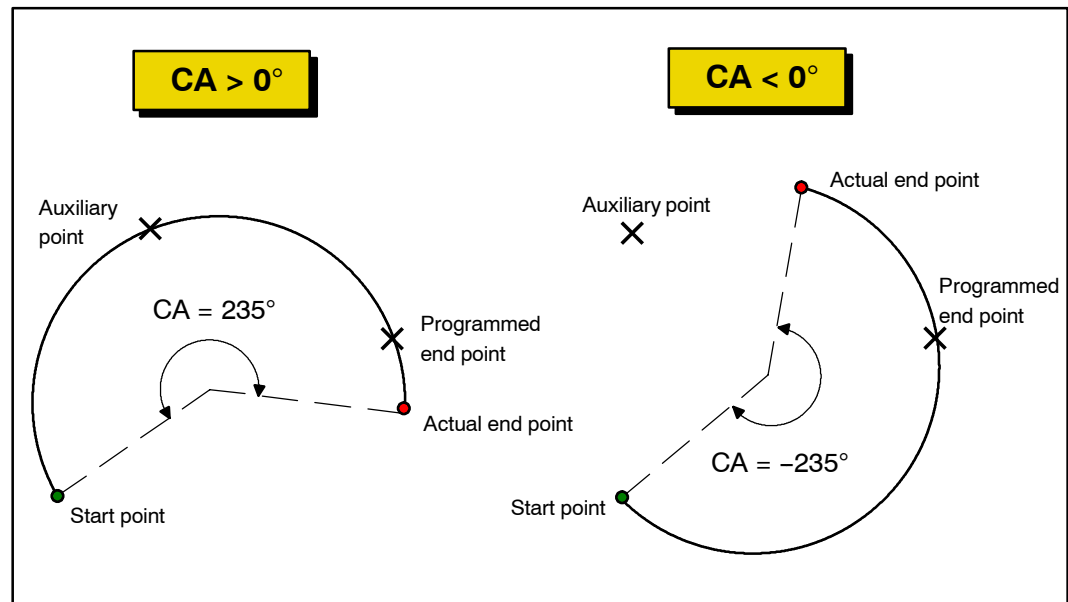 CA > 0°
CA < 0°
Auxiliary
point
CA = 235°
Programmed
end point
Actual end point
Start point
Actual end point
Auxiliary point
Programmed
end point
CA = −235°
Start point